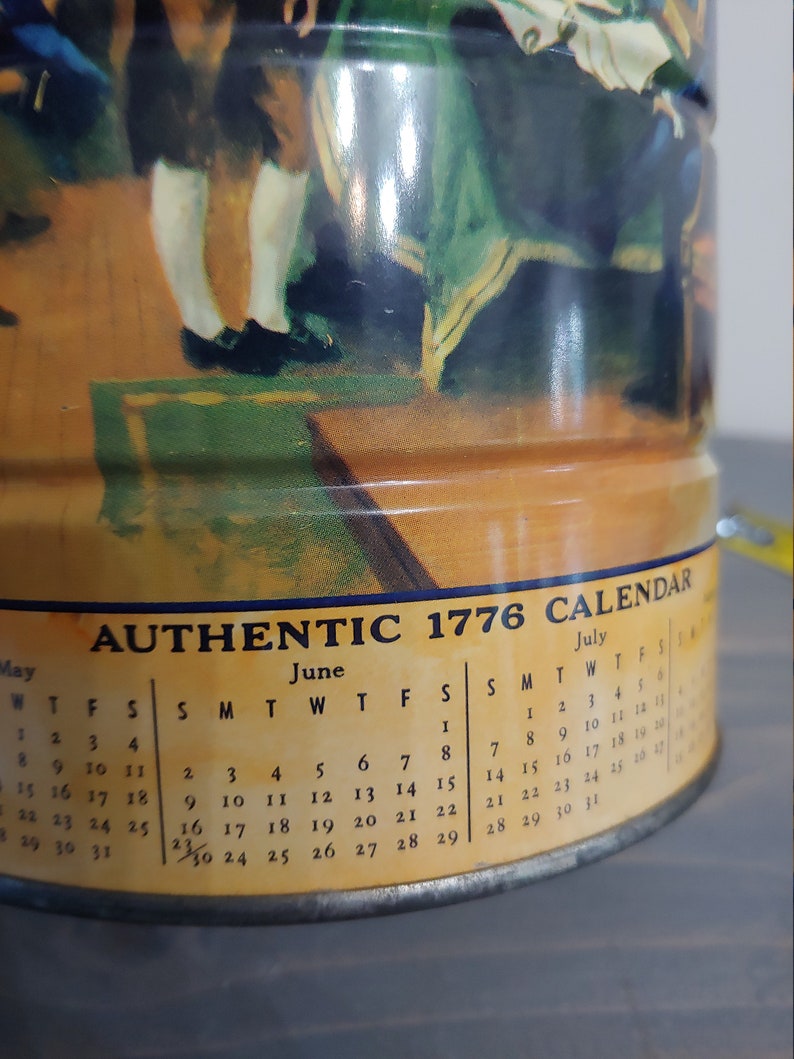 AUTHENTIC 1776 CALENDAR
May
W T F S
1 2 3 4
8 9 10 11
15 16 17 18
22 23 24 25
29 30 31
June
S M T W T F S
1
2 3 4 5 6 7 8
9 10 11 12 13 14 15
16 17 18 19 20 21 22
23/30 24 25 26 27 28 29
July
S M T W T F S
1 2 3 4 5 6
7 8 9 10 11 12 13
14 15 16 17 18 19 20
21 22 23 24 25 26 27
28 29 30 31